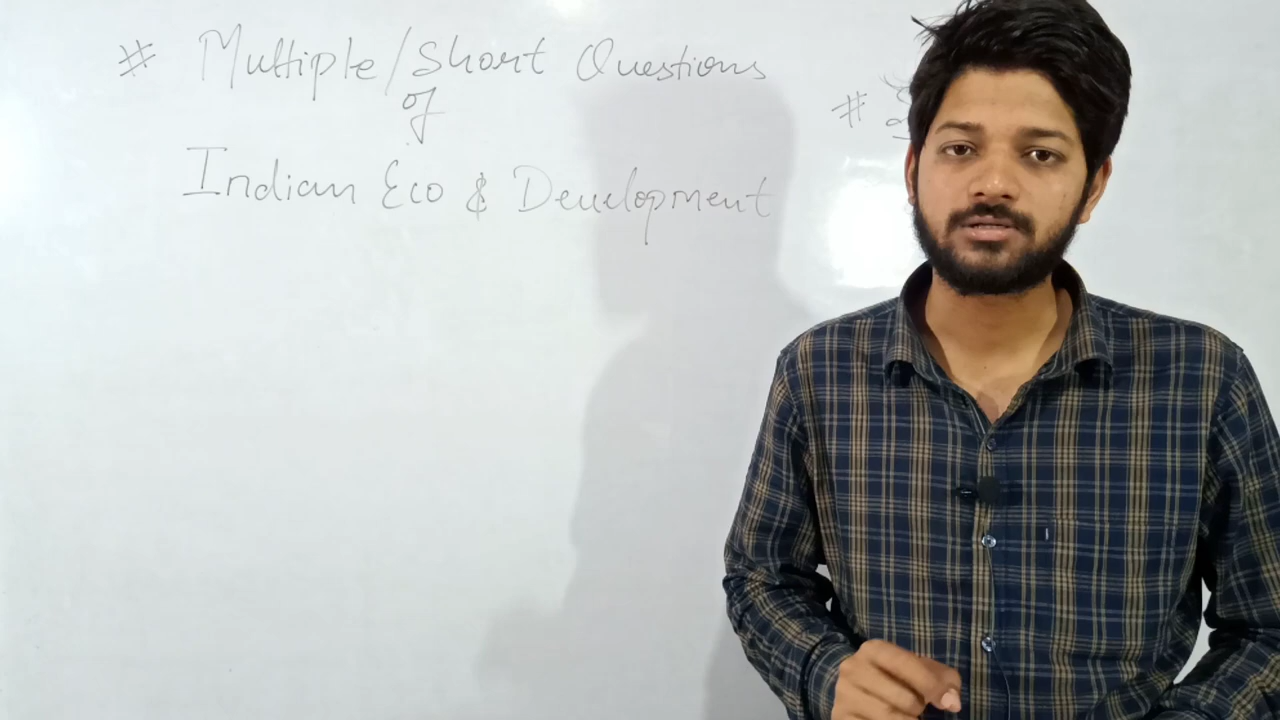 # Multiple/Short Questions
of
Indian Eco & Development
#